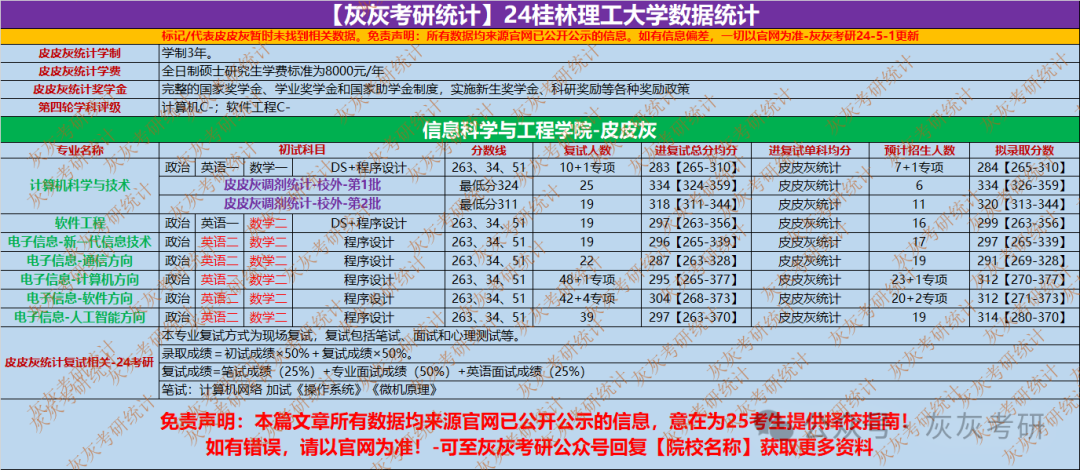 【灰灰考研统计】24桂林理工大学数据统计
标记/代表皮皮灰暂时未找到相关数据。免责声明：所有数据均来源官网已公开公示的信息。如有信息偏差，一切以官网为准-灰灰考研24-5-1更新
皮皮灰统计学制 学制3年。
皮皮灰统计学费 全日制硕士研究生学费标准为8000元/年
皮皮灰统计奖学金 完整的国家奖学金、学业奖学金和国家助学金制度，实施新生奖学金、科研奖励等各种奖励政策
第四轮学科评级 计算机C-；软件工程C-
信息科学与工程学院-皮皮灰
专业名称 初试科目 分数线 复试人数 进复试总分均分 进复试单科均分 预计招生人数 拟录取分数
计算机科学与技术 政治 英语一 数学一 DS+程序设计 263、34、51 10+1专项 283【265-310】 皮皮灰统计 7+1专项 284【265-310】
皮皮灰调剂统计-校外-第1批 最低分324 25 334【324-359】 皮皮灰统计 6 334【326-359】
皮皮灰调剂统计-校外-第2批 最低分311 19 318【311-344】 皮皮灰统计 11 320【313-344】
软件工程 政治 英语一 数学二 DS+程序设计 263、34、51 19 297【263-356】 皮皮灰统计 16 299【263-356】
电子信息-新一代信息技术 政治 英语二 数学二 程序设计 263、34、51 19 296【265-339】 皮皮灰统计 17 297【265-339】
电子信息-通信方向 政治 英语二 数学二 程序设计 263、34、51 22 287【263-328】 皮皮灰统计 19 291【269-328】
电子信息-计算机方向 政治 英语二 数学二 程序设计 263、34、51 48+1专项 295【265-377】 皮皮灰统计 23+1专项 312【270-377】
电子信息-软件方向 政治 英语二 数学二 程序设计 263、34、51 42+4专项 304【268-373】 皮皮灰统计 20+2专项 312【271-373】
电子信息-人工智能方向 政治 英语二 数学二 程序设计 263、34、51 39 297【263-370】 皮皮灰统计 19 314【280-370】
皮皮灰统计复试相关-24考研
本专业复试方式为现场复试，复试包括笔试、面试和心理测试等。
录取成绩＝初试成绩×50%＋复试成绩×50%。
复试成绩=笔试成绩（25%）+专业面试成绩（50%）+英语面试成绩（25%）
笔试：计算机网络 加试《操作系统》《微机原理》
免责声明：本篇文章所有数据均来源官网已公开公示的信息，意在为25考生提供择校指南！
如有错误，请以官网为准！-可至灰灰考研公众号回复【院校名称】获取更多资料
公众号 灰灰考研